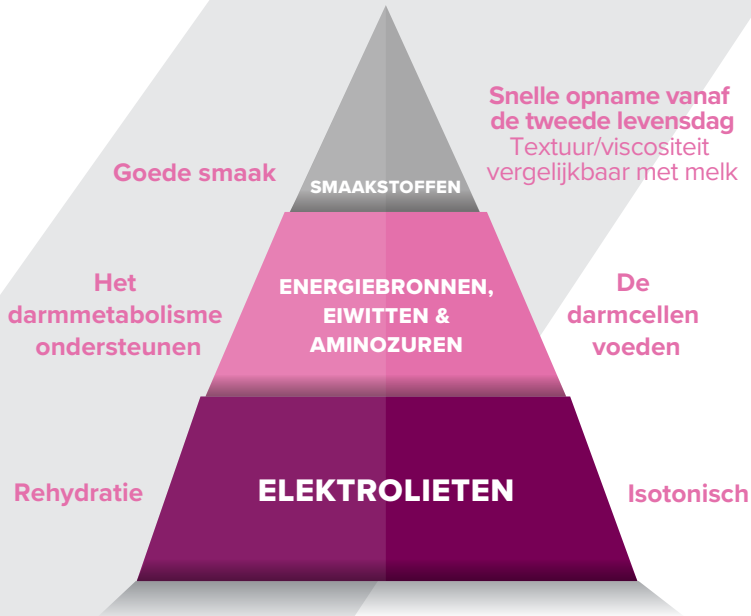 Snelle opname vanaf
de tweede levensdag
Textuur/viscositeit
vergelijkbaar met melk
Goede smaak
SMAAKSTOFFEN
Het
darmmetabolisme
ondersteunen
ENERGIEBRONNEN,
EIWITTEN &
AMINOZUREN
De
darmcellen
voeden
Rehydratie
ELEKTROLIETEN
Isotonisch